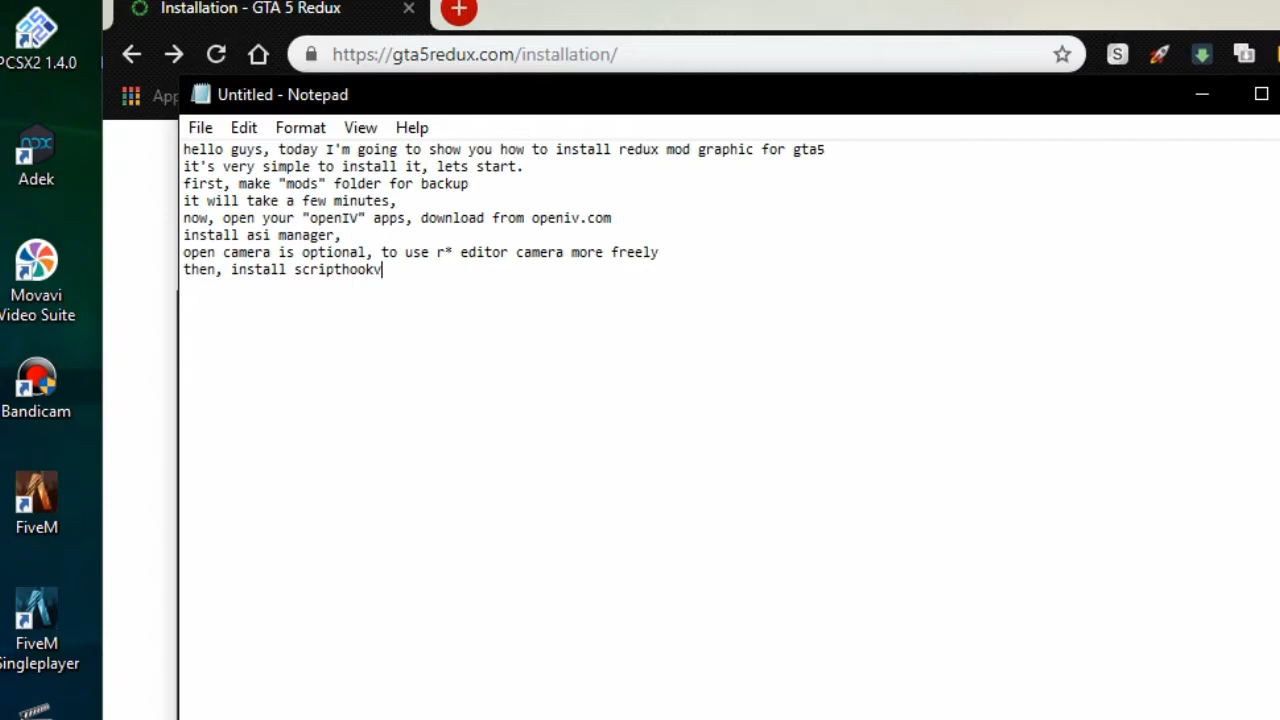 Installation - GTA 5 Redux
PCSX2 1.4.0
https://gta5redux.com/installation/
S
Untitled - Notepad
File Edit Format View Help
hello guys, today I'm going to show you how to install redux mod graphic for gta5
it's very simple to install it, lets start.
first, make "mods" folder for backup
it will take a few minutes,
now, open your "openIV" apps, download from openiv.com
install asi manager,
open camera is optional, to use r* editor camera more freely
then, install scripthookv
nox
Adek
Movavi
Video Suite
Bandicam
FiveM
FiveM
Singleplayer